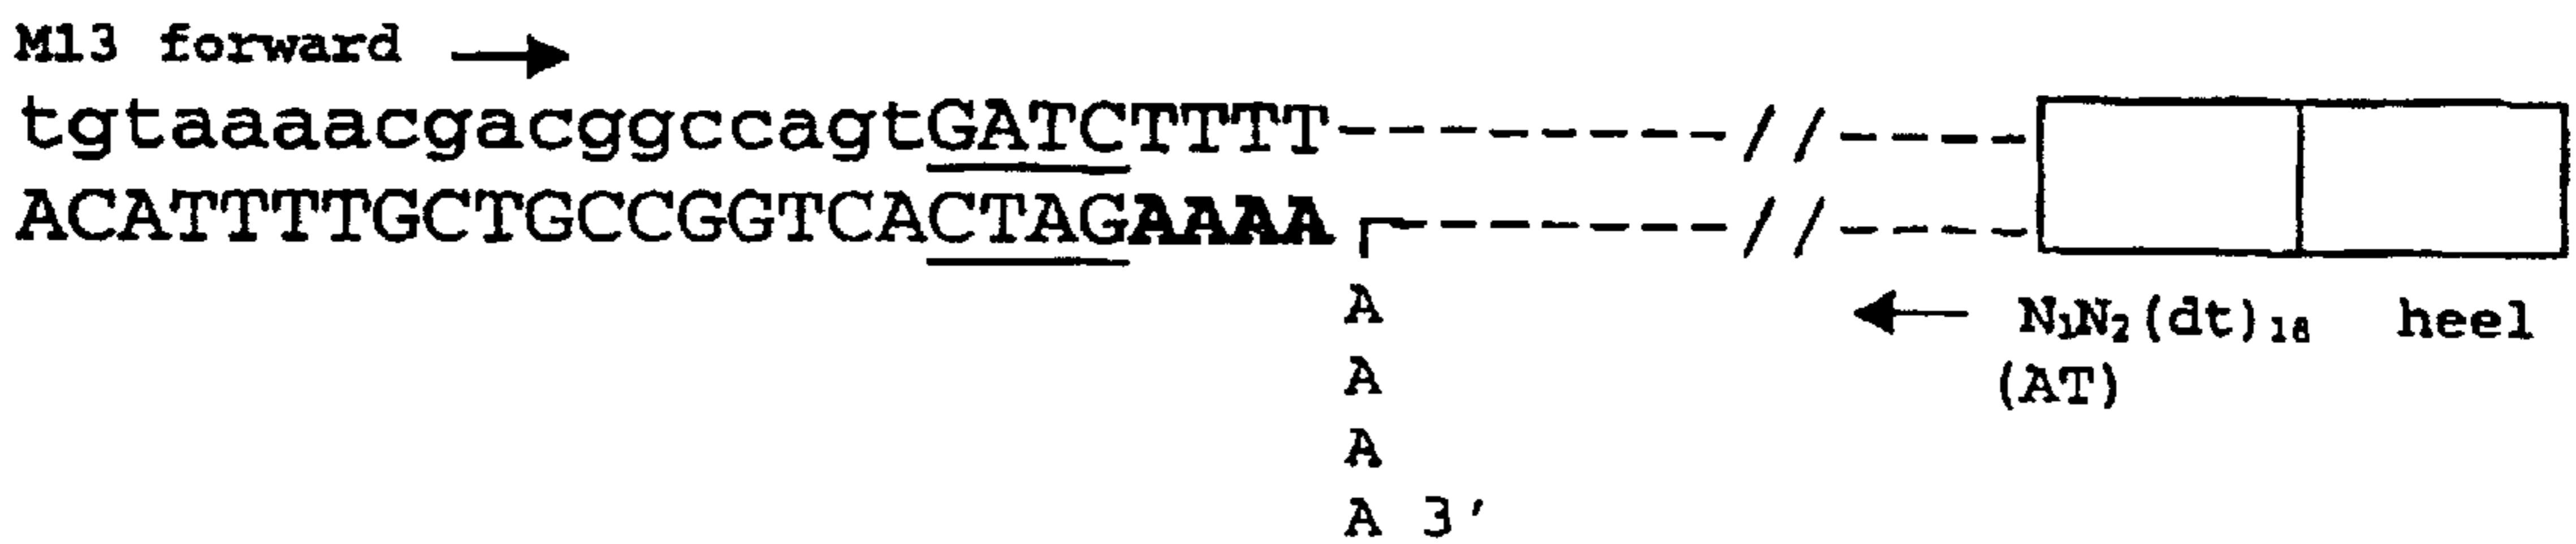 M13 forward
tgtaaaacgacggccagtGATCTTTT---------//----
ACATTTTGCTGCCGGTCACTAGAAAA-------//----
A
A
A
A 3'
N₁N₂(dt)₁₈ heel
(AT)